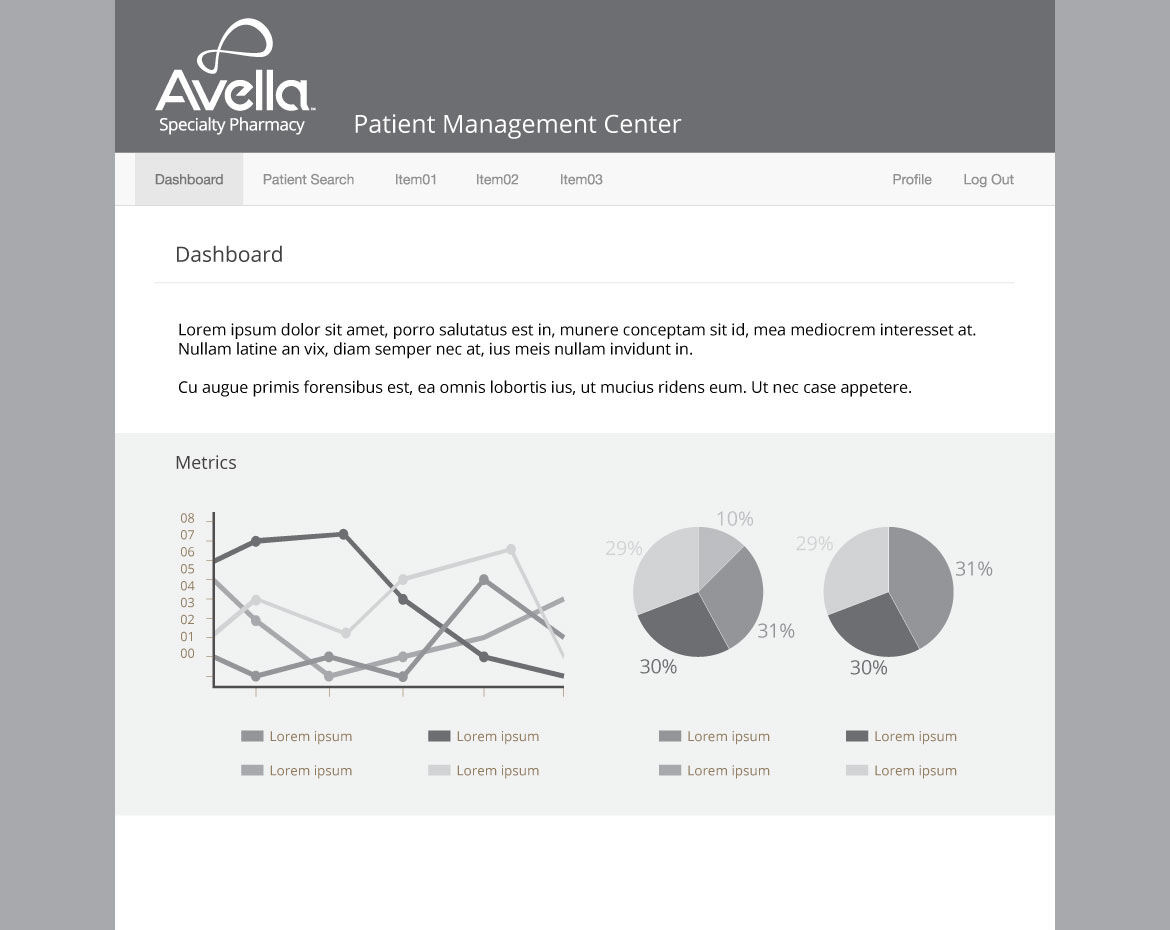 Avella™
Specialty Pharmacy
Patient Management Center
Dashboard
Patient Search
Item01
Item02
Item03
Profile
Log Out
Dashboard
Lorem ipsum dolor sit amet, porro salutatus est in, munere conceptam sit id, mea mediocrem interesset at.
Nullam latine an vix, diam semper nec at, ius meis nullam invidunt in.
Cu augue primis forensibus est, ea omnis lobortis ius, ut mucius ridens eum. Ut nec case appetere.
Metrics
08
07
06
05
04
03
02
01
00
10%
29%
31%
30%
29%
31%
30%
Lorem ipsum
Lorem ipsum
Lorem ipsum
Lorem ipsum
Lorem ipsum
Lorem ipsum
Lorem ipsum
Lorem ipsum